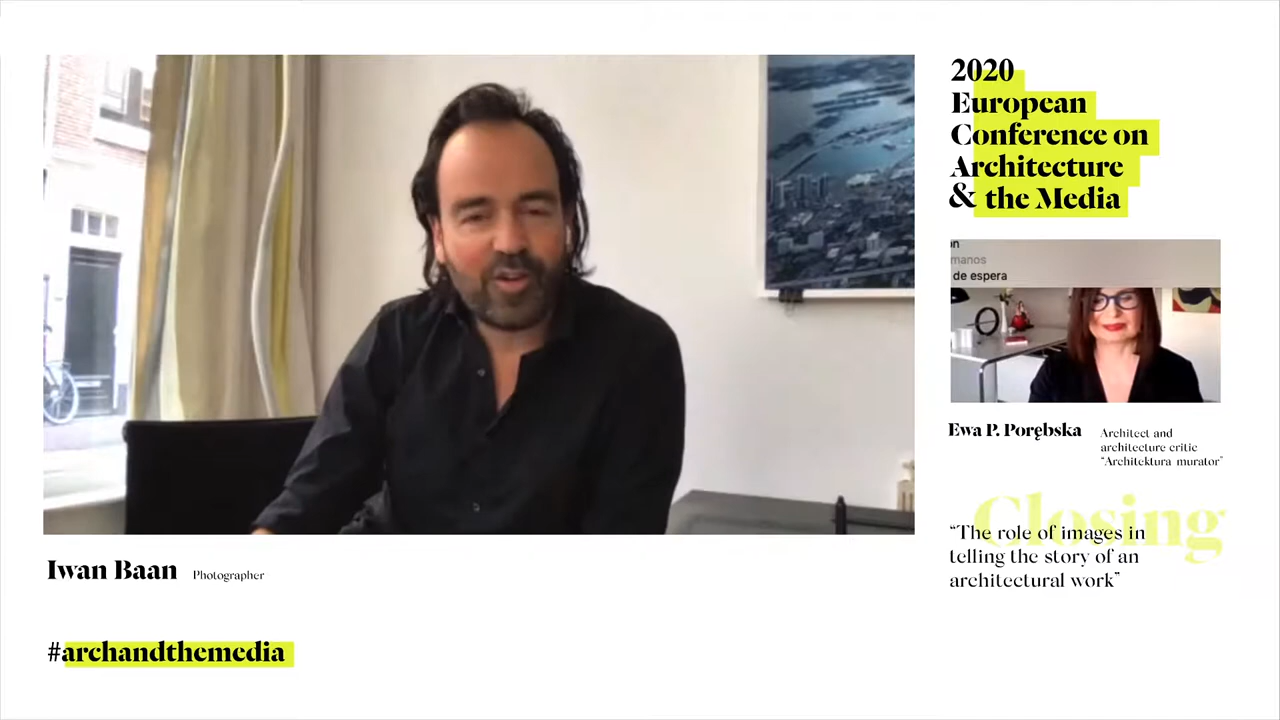 2020
European
Conference on
Architecture
& the Media
manos
de espera
Ewa P. Porębska
Architect and
architecture critic
“Architektura murator”
Closing
“The role of images in
telling the story of an
architectural work”
Iwan Baan
Photographer
#archandthemedia